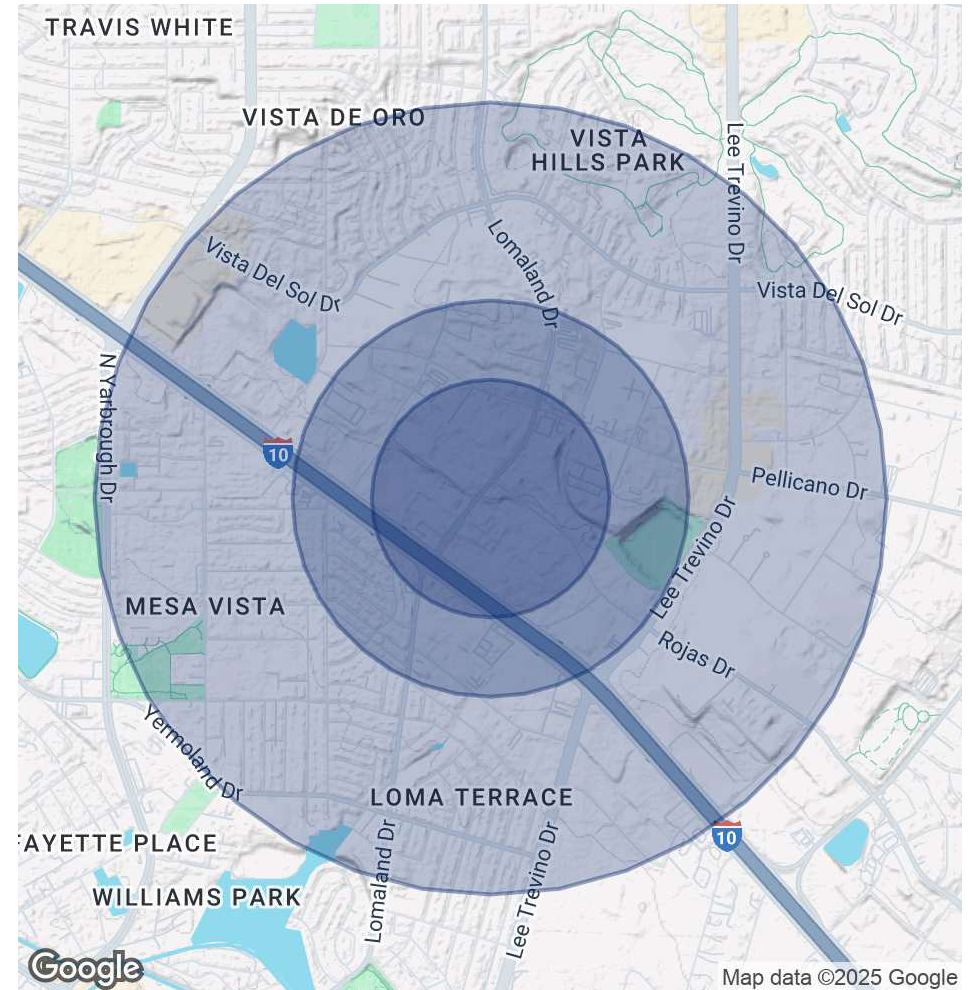 TRAVIS WHITE
VISTA DE ORO
VISTA
HILLS PARK
Lee Trevino Dr
Lomaland Dr
Vista Del Sol Dr
Vista Del Sol Dr
N Yarbrough Dr
10
Pellicano Dr
Lee Trevino Dr
MESA VISTA
Rojas Dr
Yermoland Dr
LOMA TERRACE
10
FAYETTE PLACE
Lomaland Dr
Lee Trevino Dr
WILLIAMS PARK
Google
Map data ©2025 Google